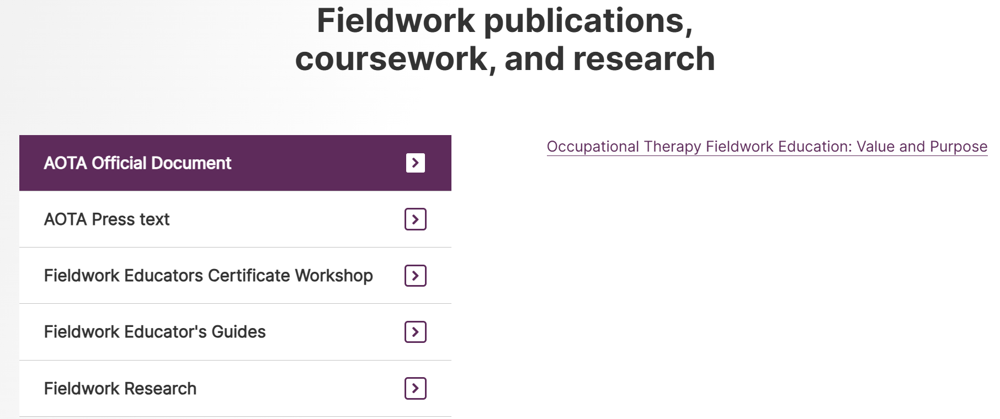 Fieldwork publications,
coursework, and research
AOTA Official Document
AOTA Press text
Fieldwork Educators Certificate Workshop
Fieldwork Educator's Guides
Fieldwork Research
Occupational Therapy Fieldwork Education: Value and Purpose